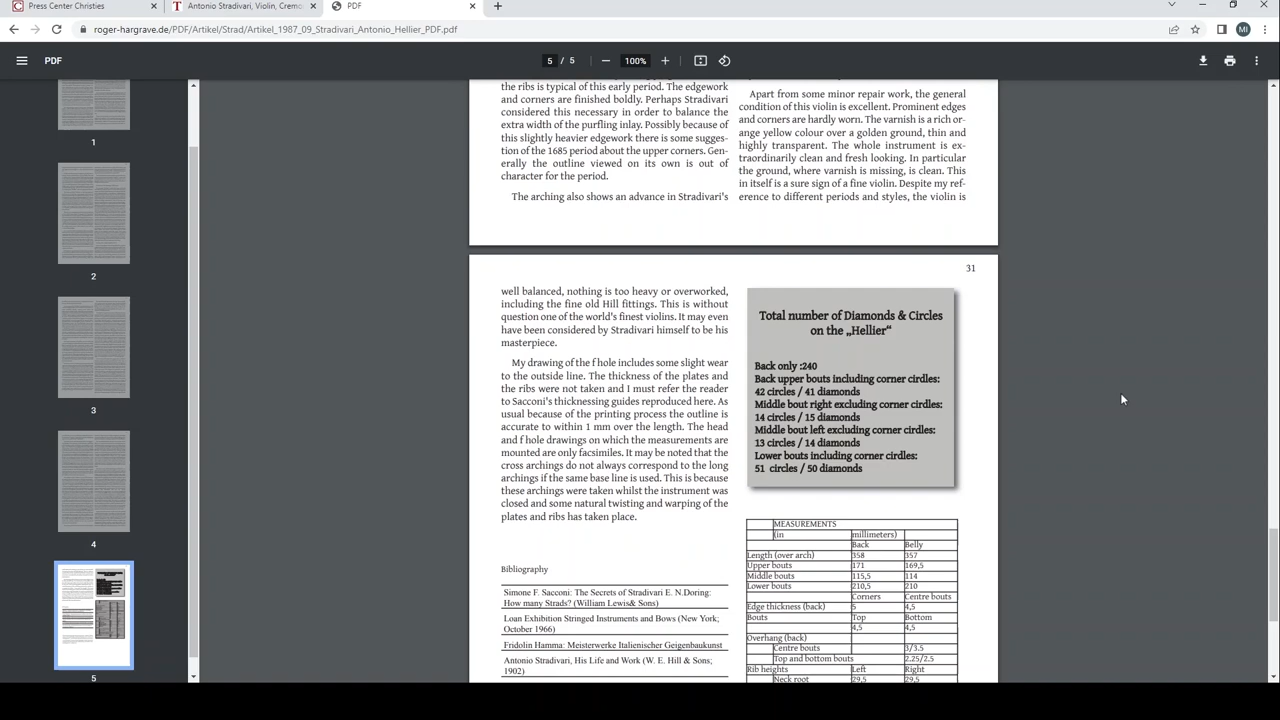 Press Center Christies
Antonio Stradivari, Violin, Cremo
PDF
roger-hargrave.de/PDF/Artikel/Strad/Artikel_1987_09_Stradivari_Antonio_Hellier_PDF.pdf
MI
PDF
5 / 5
100%
1
2
3
4
5
the ribs is typical of this early period. The edgework
and corners are finished boldly. Perhaps Stradivari
considered this necessary in order to balance the
extra width of the purfling inlay. Possibly because of
this slightly heavier edgework there is some sugges-
tion of the 1685 period about the upper corners. Gen-
erally the outline viewed on its own is out of
character for the period.
The arching also shows an advance in Stradivari's
Apart from some minor repair work, the general
condition of this violin is excellent. Prominent edges
and corners are hardly worn. The varnish is a rich or-
ange yellow colour over a golden ground, thin and
highly transparent. The whole instrument is ex-
traordinarily clean and fresh looking. In particular
the ground, where varnish is missing, is clean. This
in itself is a sure sign of a fine violin. Despite my ref-
erence to different periods and styles, the violin is
31
well balanced, nothing is too heavy or overworked,
including the fine old Hill fittings. This is without
question one of the world's finest violins. It may even
have been considered by Stradivari himself to be his
masterpiece.
My drawing of the f hole includes some slight wear
to the outside line. The thickness of the plates and
the ribs were not taken and I must refer the reader
to Sacconi's thicknessing guides reproduced here. As
usual because of the printing process the outline is
accurate to within 1 mm over the length. The head
and f hole drawings on which the measurements are
mounted are only facsimiles. It may be noted that the
cross archings do not always correspond to the long
archings if the same base line is used. This is because
these archings were taken whilst the instrument was
closed and some natural twisting and warping of the
plates and ribs has taken place.
Bibliography
Simone F. Sacconi: The Secrets of Stradivari E. N.Doring:
How many Strads? (William Lewis& Sons)
Loan Exhibition Stringed Instruments and Bows (New York;
October 1966)
Fridolin Hamma: Meisterwerke Italienischer Geigenbaukunst
Antonio Stradivari, His Life and Work (W. E. Hill & Sons;
1902)
Total number of Diamonds & Circles
on the „Hellier“
Back only :240
Back upper bouts including corner cirdles:
42 circles / 41 diamonds
Middle bout right excluding corner cirdles:
14 circles / 15 diamonds
Middle bout left excluding corner cirdles:
13 circles / 14 diamonds
Lower bouts including corner cirdles:
51 circles / 50 diamonds
MEASUREMENTS
(in millimeters)
Back Belly
Length (over arch) 358 357
Upper bouts 171 169,5
Middle bouts 115,5 114
Lower bouts 210,5 210
Corners Centre bouts
Edge thickness (back) 5 4,5
Bouts Top Bottom
4,5 4,5
Overhang (back)
Centre bouts 3/3.5
Top and bottom bouts 2.25/2.5
Rib heights Left Right
Neck root 29,5 29,5